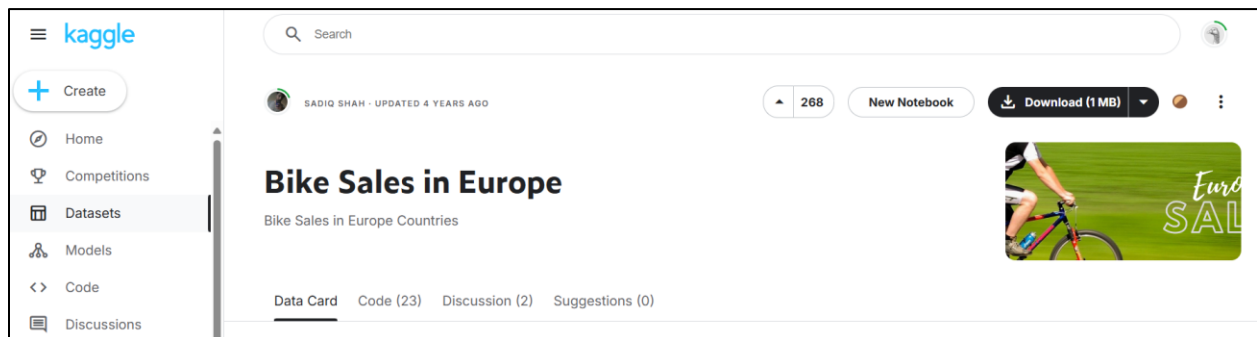 kaggle
Search
Create
SADIQ SHAH · UPDATED 4 YEARS AGO
268
New Notebook
Download (1 MB)
Home
Competitions
Datasets
Models
Code
Discussions
Bike Sales in Europe
Bike Sales in Europe Countries
Euro
SAL
Data Card
Code (23)
Discussion (2)
Suggestions (0)